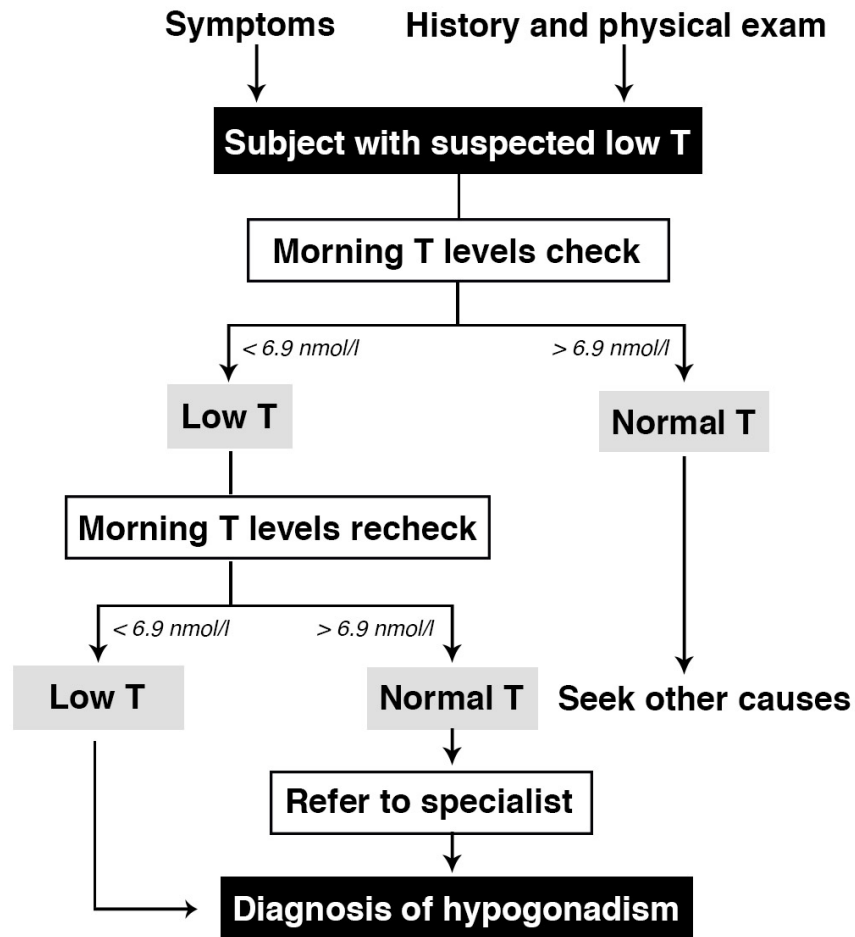 Symptoms
History and physical exam
Subject with suspected low T
Morning T levels check
< 6.9 nmol/l
> 6.9 nmol/l
Low T
Normal T
Morning T levels recheck
< 6.9 nmol/l
> 6.9 nmol/l
Low T
Normal T
Seek other causes
Refer to specialist
Diagnosis of hypogonadism